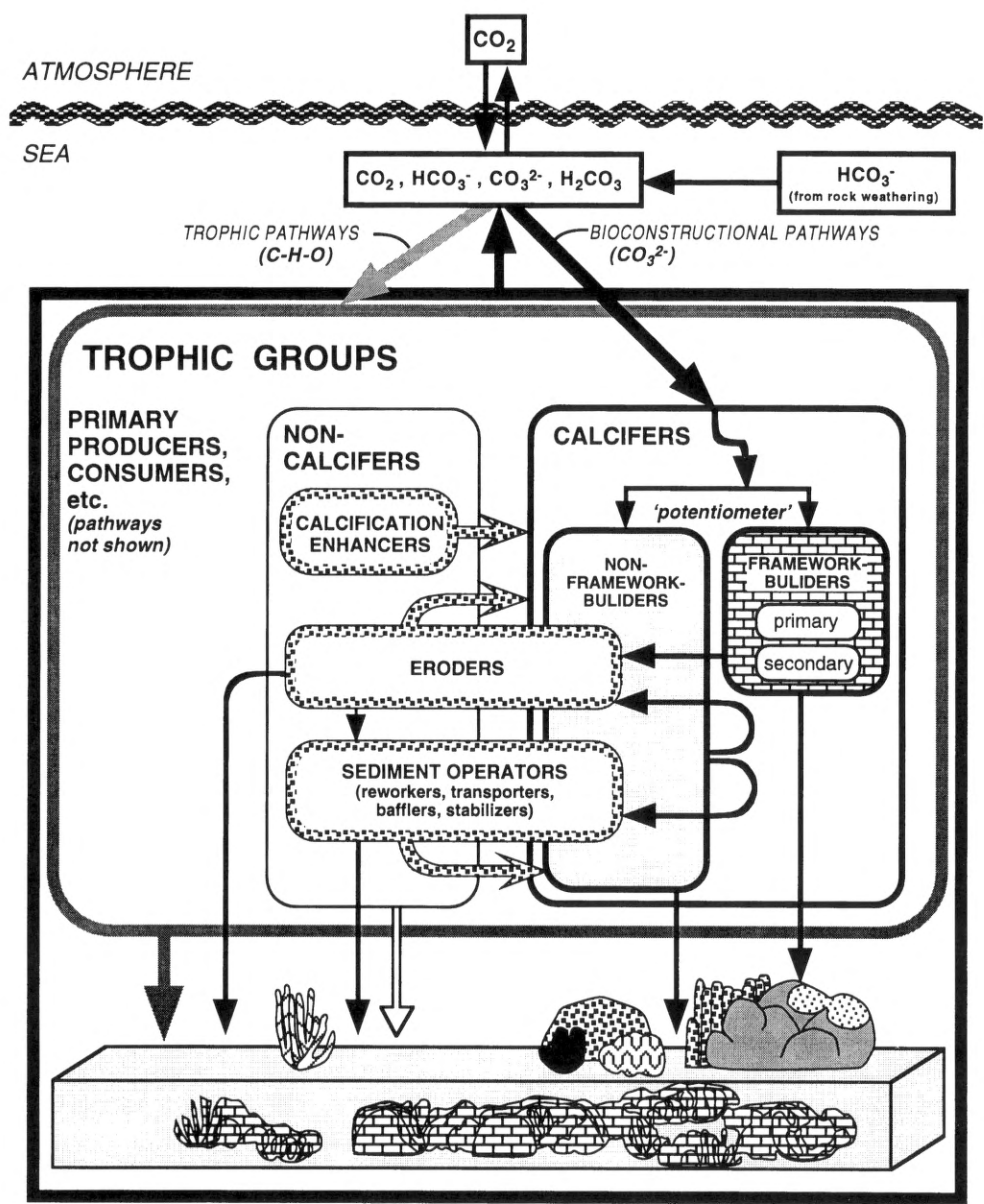 CO2
ATMOSPHERE
SEA
CO2 , HCO3- , CO32- , H2CO3
HCO3-
(from rock weathering)
TROPHIC PATHWAYS
(C-H-O)
BIOCONSTRUCTIONAL PATHWAYS
(CO32-)
TROPHIC GROUPS
PRIMARY
PRODUCERS,
CONSUMERS,
etc.
(pathways
not shown)
NON-
CALCIFERS
CALCIFERS
CALCIFICATION
ENHANCERS
'potentiometer'
NON-
FRAMEWORK-
BULIDERS
FRAMEWORK-
BULIDERS
primary
secondary
ERODERS
SEDIMENT OPERATORS
(reworkers, transporters,
bafflers, stabilizers)